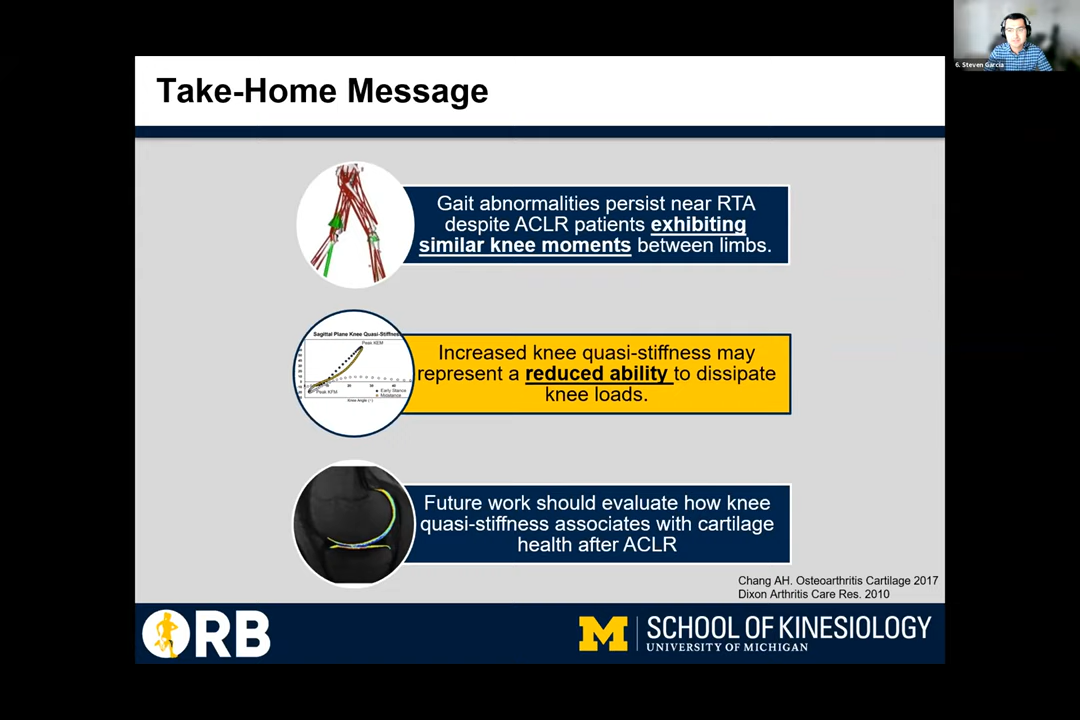 6. Steven Garcia
Take-Home Message
Gait abnormalities persist near RTA
despite ACLR patients exhibiting
similar knee moments between limbs.
Sagittal Plane Knee Quasi-Stiffness
Peak KEM
Peak KFM
Early Stance
Midstance
Knee Angle (°)
Increased knee quasi-stiffness may
represent a reduced ability to dissipate
knee loads.
Future work should evaluate how knee
quasi-stiffness associates with cartilage
health after ACLR
Chang AH. Osteoarthritis Cartilage 2017
Dixon Arthritis Care Res. 2010
ORB
M SCHOOL OF KINESIOLOGY
UNIVERSITY OF MICHIGAN